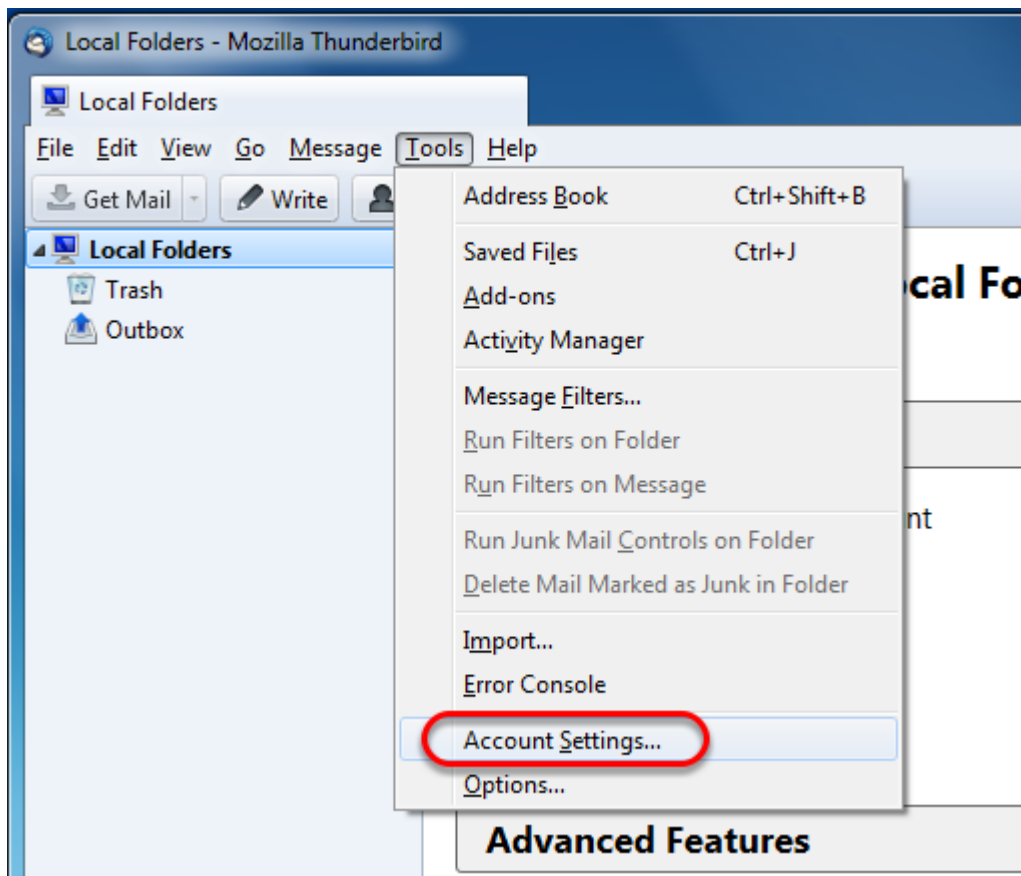 Local Folders - Mozilla Thunderbird
Local Folders
File Edit View Go Message Tools Help
Get Mail Write
Address Book Ctrl+Shift+B
Local Folders
Saved Files Ctrl+J
Trash
Add-ons
Outbox
Activity Manager
Message Filters...
Run Filters on Folder
Run Filters on Message
Run Junk Mail Controls on Folder
Delete Mail Marked as Junk in Folder
Import...
Error Console
Account Settings...
Options...
Advanced Features